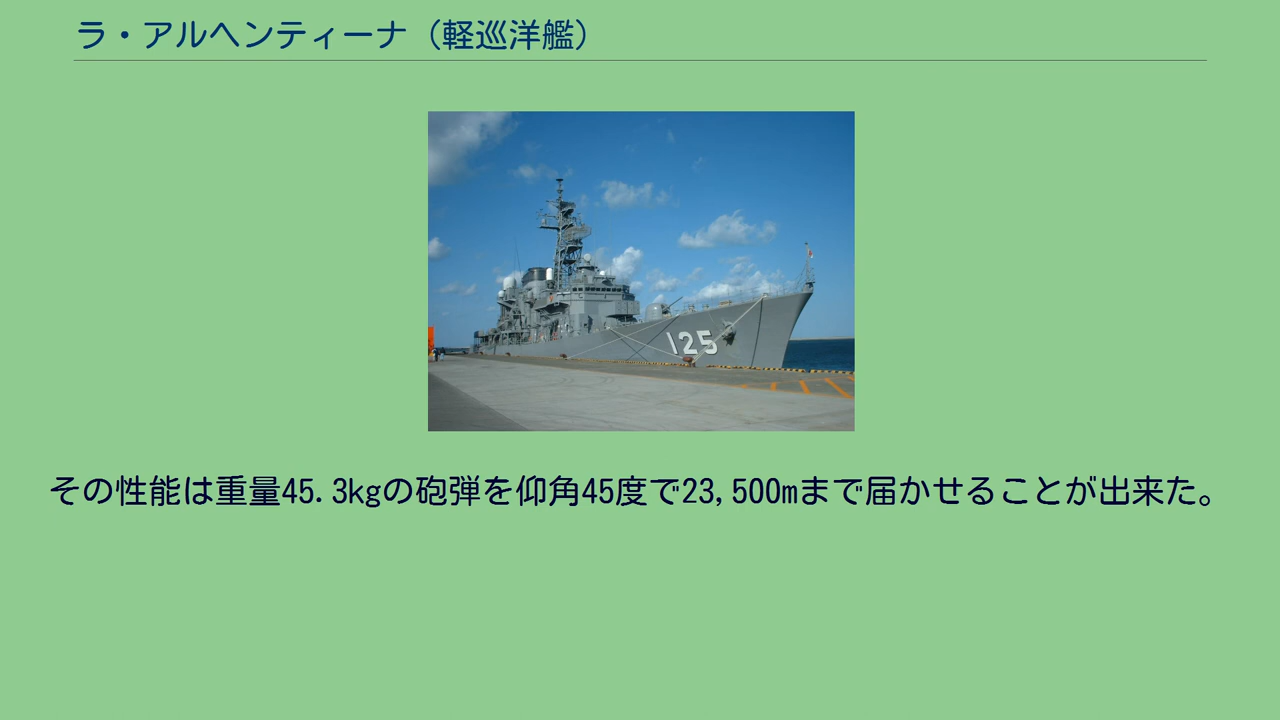 ラ・アルヘンティーナ（軽巡洋艦）
125
その性能は重量45.3kgの砲弾を仰角45度で23,500mまで届かせることが出来た。